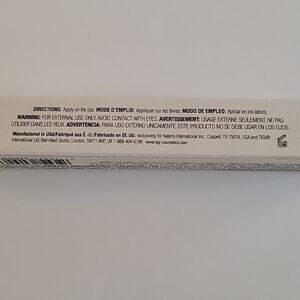 DIRECTIONS: Apply on the lips. MODE D'EMPLOI: Appliquer sur les lèvres. MODO DE EMPLEO: Aplicar en los labios.
WARNING: FOR EXTERNAL USE ONLY, AVOID CONTACT WITH EYES. AVERTISSEMENT: USAGE EXTERNE SEULEMENT, NE PAS
UTILISER DANS LES YEUX. ADVERTENCIA: PARA USO EXTERNO UNICAMENTE, ESTE PRODUCTO NO SE DEBE USAR EN LOS OJOS.
Manufactured in USA/Fabriqué aux É.-U./Fabricado en EE.UU. exclusively for Naterra International Inc., Coppell, TX 75019, USA and TIGI®
International Ltd, Bed Head Studio, London, SW11 4NP, UK 1-888-404-6186 www.tigi-cosmetics.com